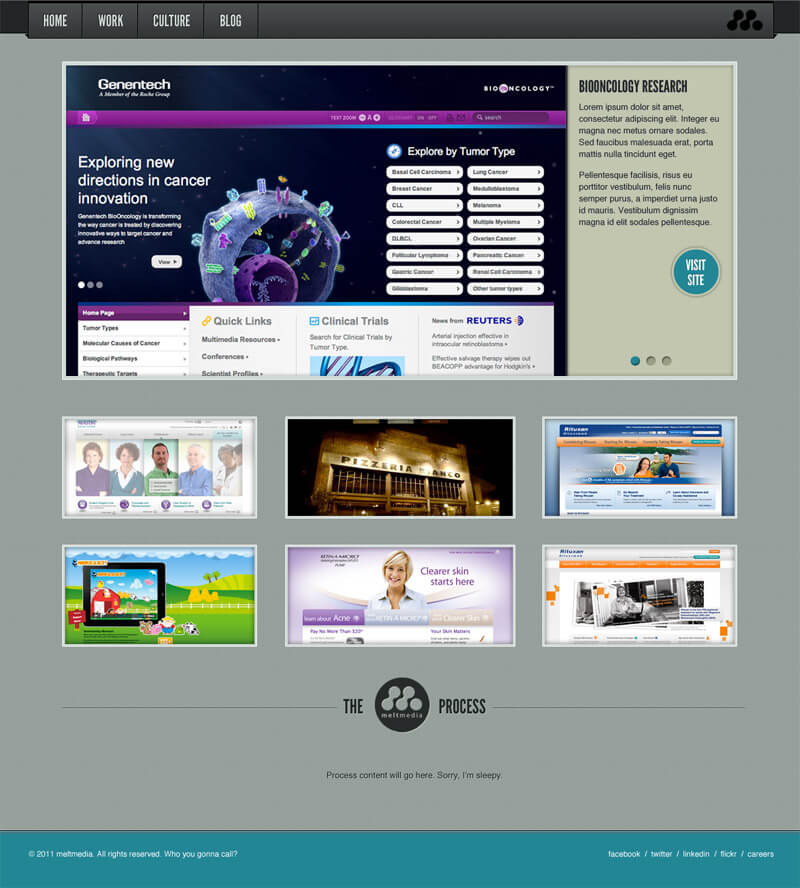 HOME WORK CULTURE BLOG
Genentech
A Member of the Roche Group
BIOONCOLOGY
TEXT ZOOM A
GLOSSARY ON OFF
search
Exploring new
directions in cancer
innovation
Genentech BioOncology is transforming
the way cancer is treated by discovering
innovative ways to target cancer and
advance research
View
Explore by Tumor Type
Basal Cell Carcinoma Lung Cancer
Breast Cancer Medulloblastoma
CLL Melanoma
Colorectal Cancer Multiple Myeloma
DLBCL Ovarian Cancer
Follicular Lymphoma Pancreatic Cancer
Gastric Cancer Renal Cell Carcinoma
Glioblastoma Other tumor types
Home Page
Tumor Types
Molecular Causes of Cancer
Biological Pathways
Therapeutic Targets
Quick Links
Multimedia Resources
Conferences
Scientist Profiles
Clinical Trials
Search for Clinical Trials by
Tumor Type.
News from REUTERS
Arterial injection effective in
intraocular retinoblastoma
Effective salvage therapy wipes out
BEACOPP advantage for Hodgkin's
BIOONCOLOGY RESEARCH
Lorem ipsum dolor sit amet,
consectetur adipiscing elit. Integer eu
magna nec metus ornare sodales.
Sed faucibus malesuada erat, porta
mattis nulla tincidunt eget.
Pellentesque facilisis, risus eu
porttitor vestibulum, felis nunc
semper purus, a imperdiet urna justo
id mauris. Vestibulum dignissim
magna id elit sodales pellentesque.
VISIT
SITE
PIZZERIA BIANCO
Rituxan
RITUXIMAB
Clearer skin
starts here
learn about Acne
RETIN-A MICRO
Clearer Skin
Pay No More Than $20
Your Skin Matters
Rituxan
RITUXIMAB
THE meltmedia PROCESS
Process content will go here. Sorry, I'm sleepy.
© 2011 meltmedia. All rights reserved. Who you gonna call?
facebook / twitter / linkedin / flickr / careers